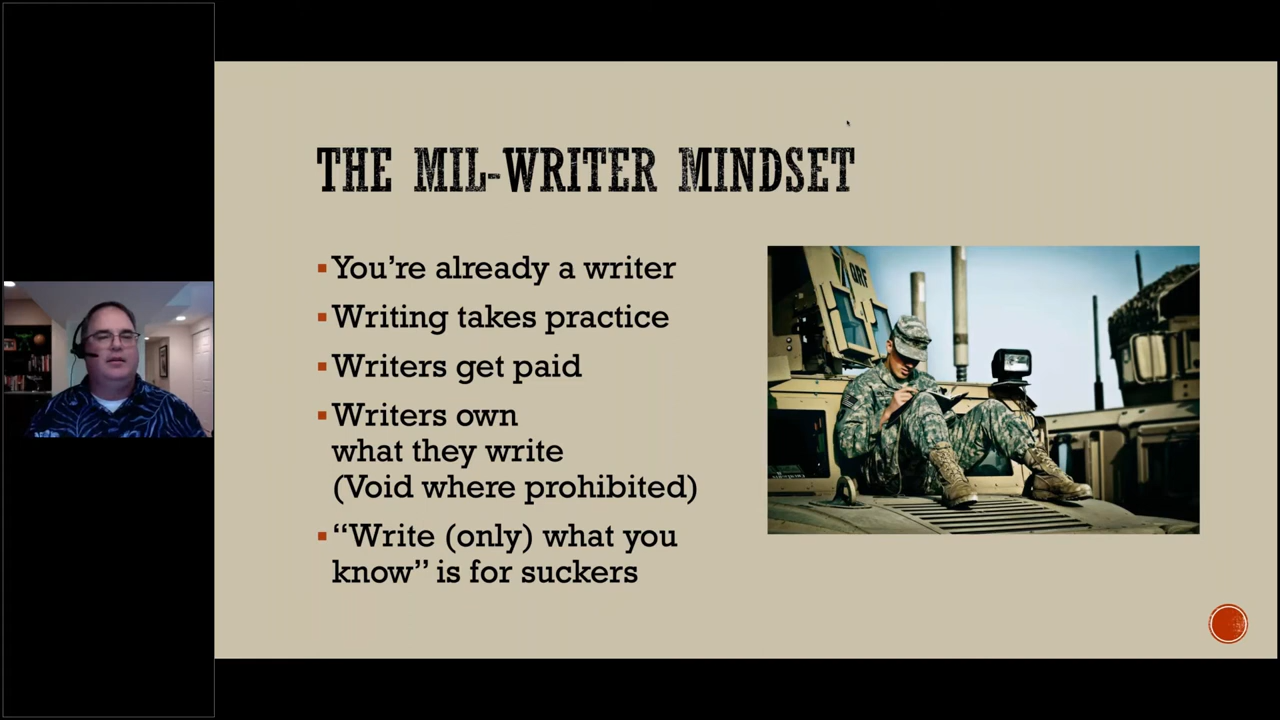 THE MIL-WRITER MINDSET
You’re already a writer
Writing takes practice
Writers get paid
Writers own
what they write
(Void where prohibited)
“Write (only) what you
know” is for suckers
QRF